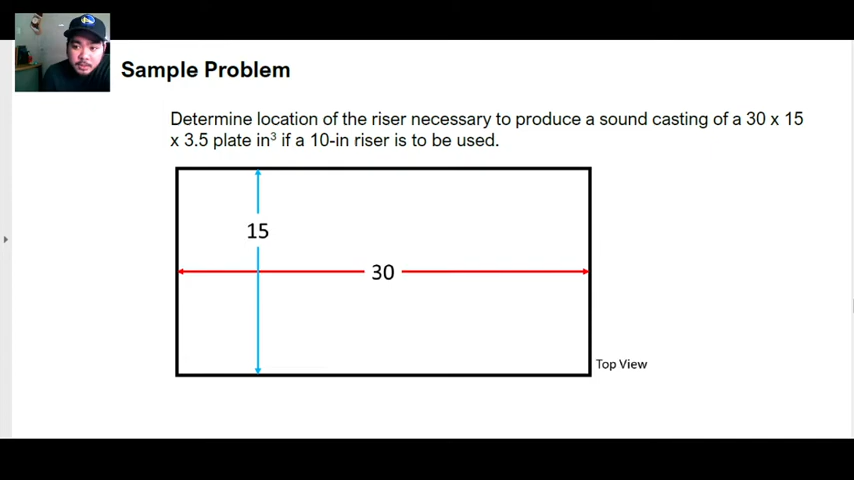 Sample Problem
Determine location of the riser necessary to produce a sound casting of a 30 x 15
x 3.5 plate in³ if a 10-in riser is to be used.
15
30
Top View